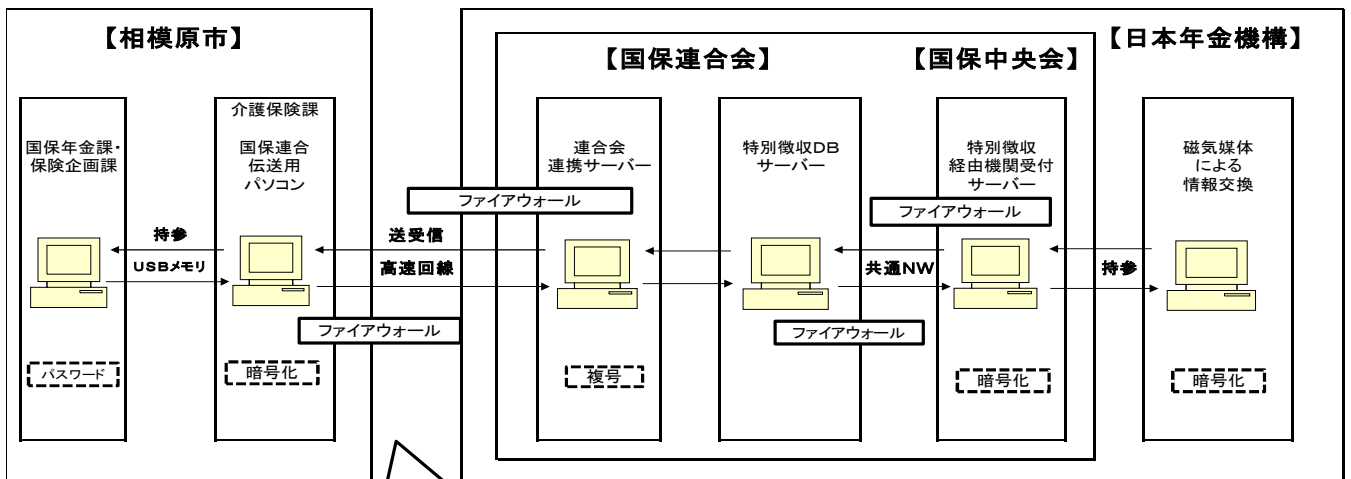 【相模原市】
【国保連合会】
【国保中央会】
【日本年金機構】
国保年金課・
保険企画課
介護保険課
国保連合
伝送用
パソコン
連合会
連携サーバー
特別徴収DB
サーバー
特別徴収
経由機関受付
サーバー
磁気媒体
による
情報交換
ファイアウォール
ファイアウォール
持参
USBメモリ
送受信
高速回線
共通NW
持参
ファイアウォール
ファイアウォール
パスワード
暗号化
複号
暗号化
暗号化